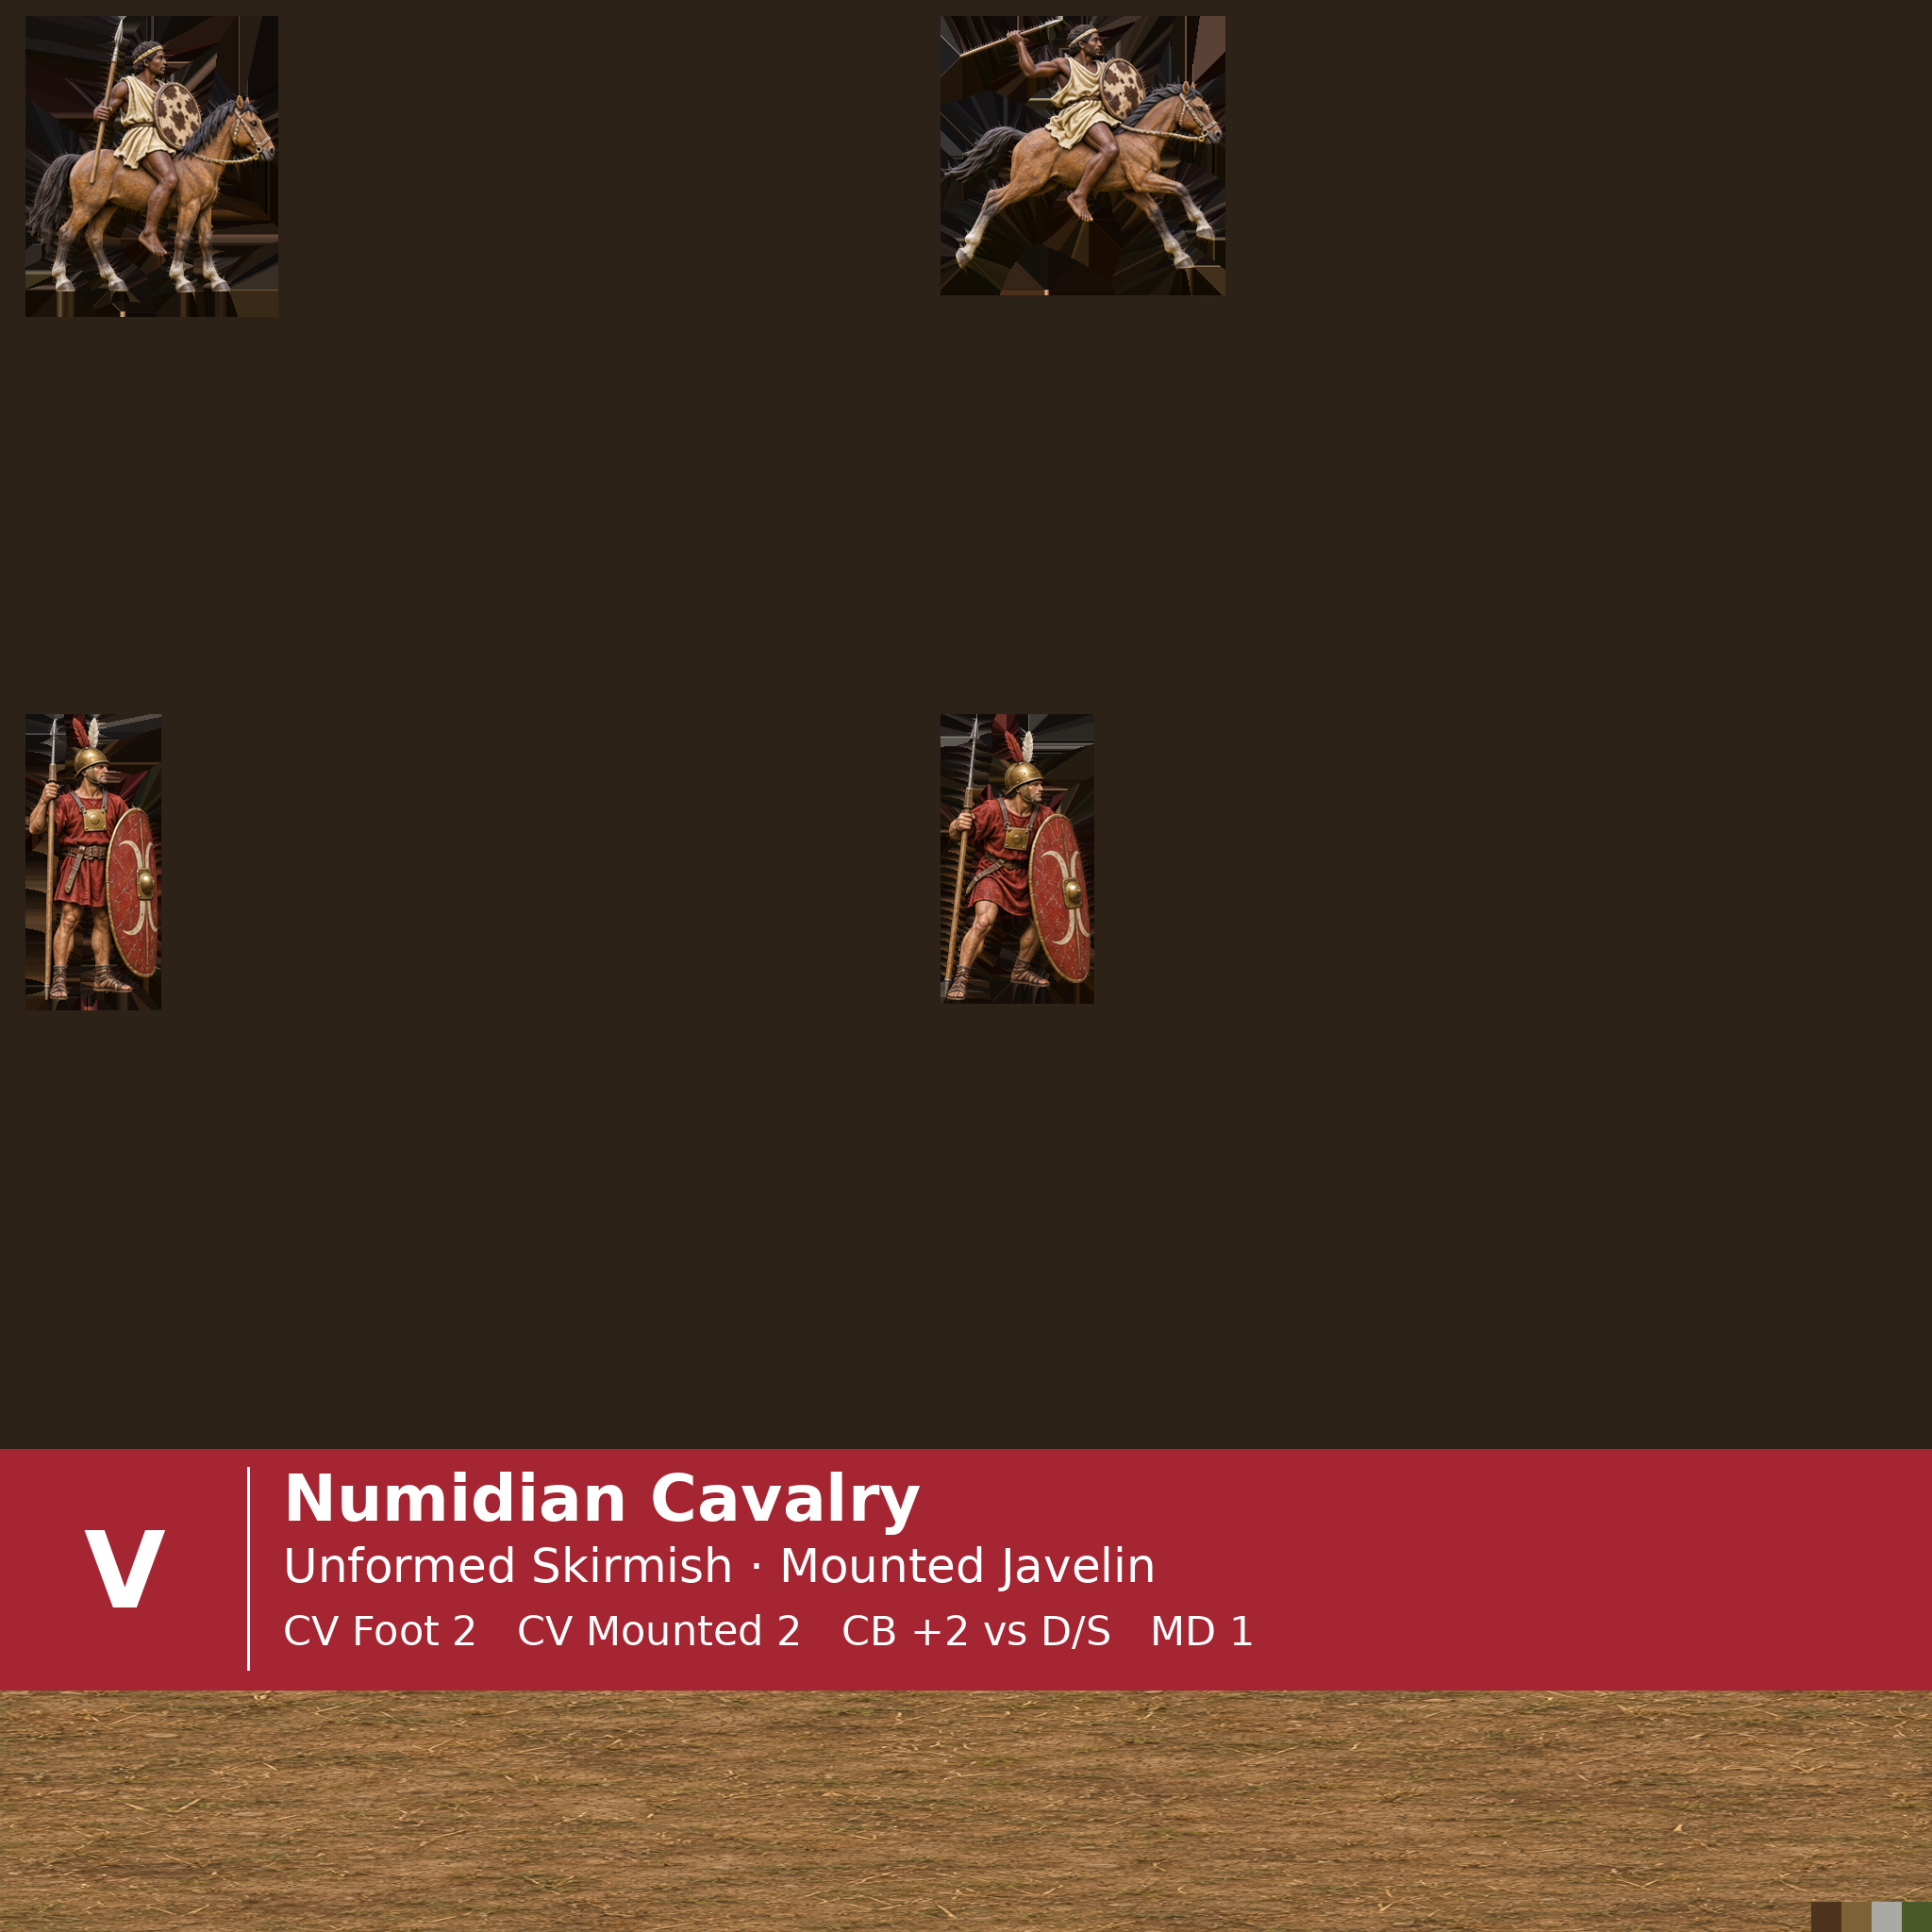 V
Numidian Cavalry
Unformed Skirmish · Mounted Javelin
CV Foot 2 CV Mounted 2 CB +2 vs D/S MD 1